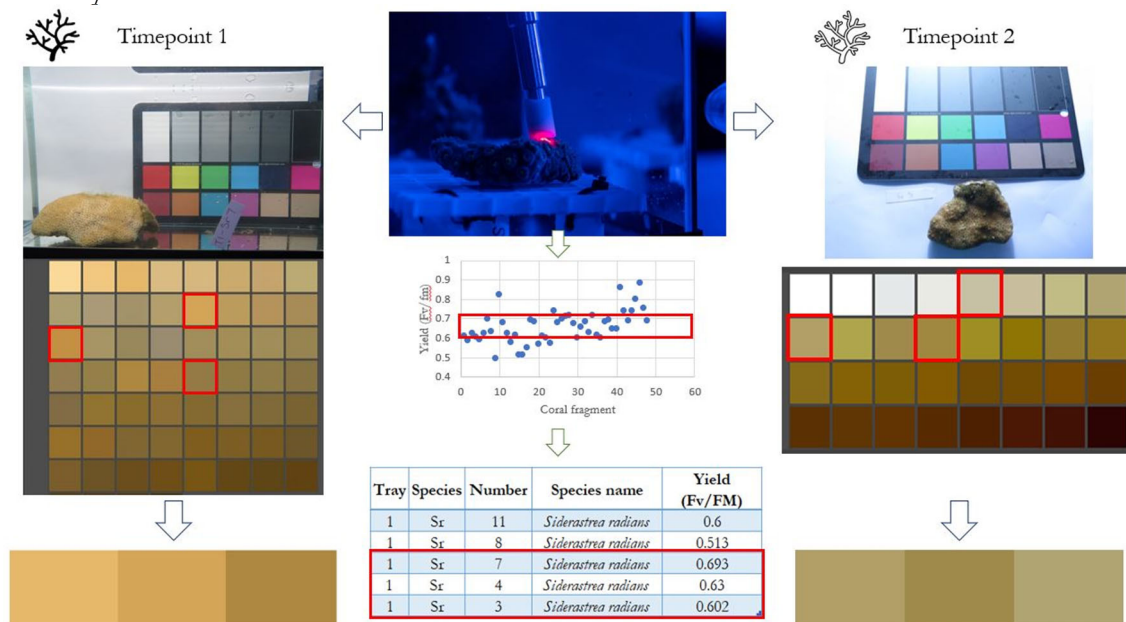 Timepoint 1
Timepoint 2
Yield (Fv/fm)
1
0.9
0.8
0.7
0.6
0.5
0.4
0 10 20 30 40 50 60
Coral fragment
Tray Species Number Species name Yield (Fv/FM)
1 Sr 11 Siderastrea radians 0.6
1 Sr 8 Siderastrea radians 0.513
1 Sr 7 Siderastrea radians 0.693
1 Sr 4 Siderastrea radians 0.63
1 Sr 3 Siderastrea radians 0.602